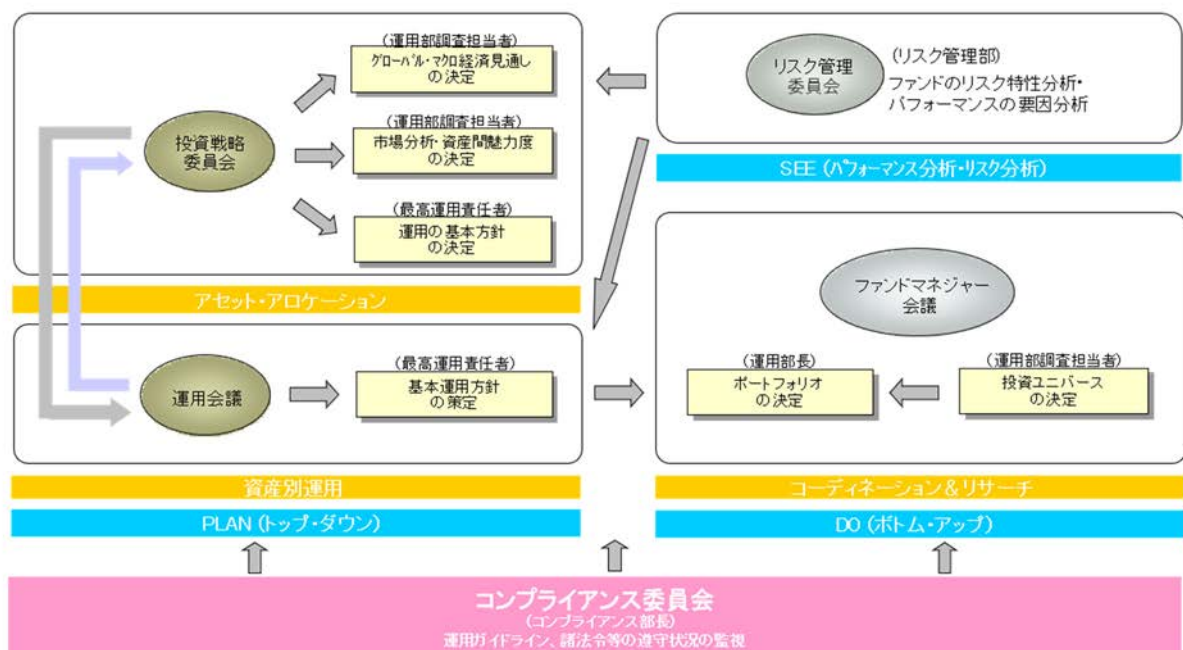 (運用部調査担当者)
グローバル・マクロ経済見通し
の決定
投資戦略
委員会
(運用部調査担当者)
市場分析・資産間魅力度
の決定
(最高運用責任者)
運用の基本方針
の決定
アセット・アロケーション
リスク管理
委員会
(リスク管理部)
ファンドのリスク特性分析・
パフォーマンスの要因分析
SEE (パフォーマンス分析・リスク分析)
運用会議
(最高運用責任者)
基本運用方針
の策定
資産別運用
PLAN (トップ・ダウン)
ファンドマネジャー
会議
(運用部長)
ポートフォリオ
の決定
(運用部調査担当者)
投資ユニバース
の決定
コーディネーション&リサーチ
DO (ボトム・アップ)
コンプライアンス委員会
(コンプライアンス部長)
運用ガイドライン、諸法令等の遵守状況の監視